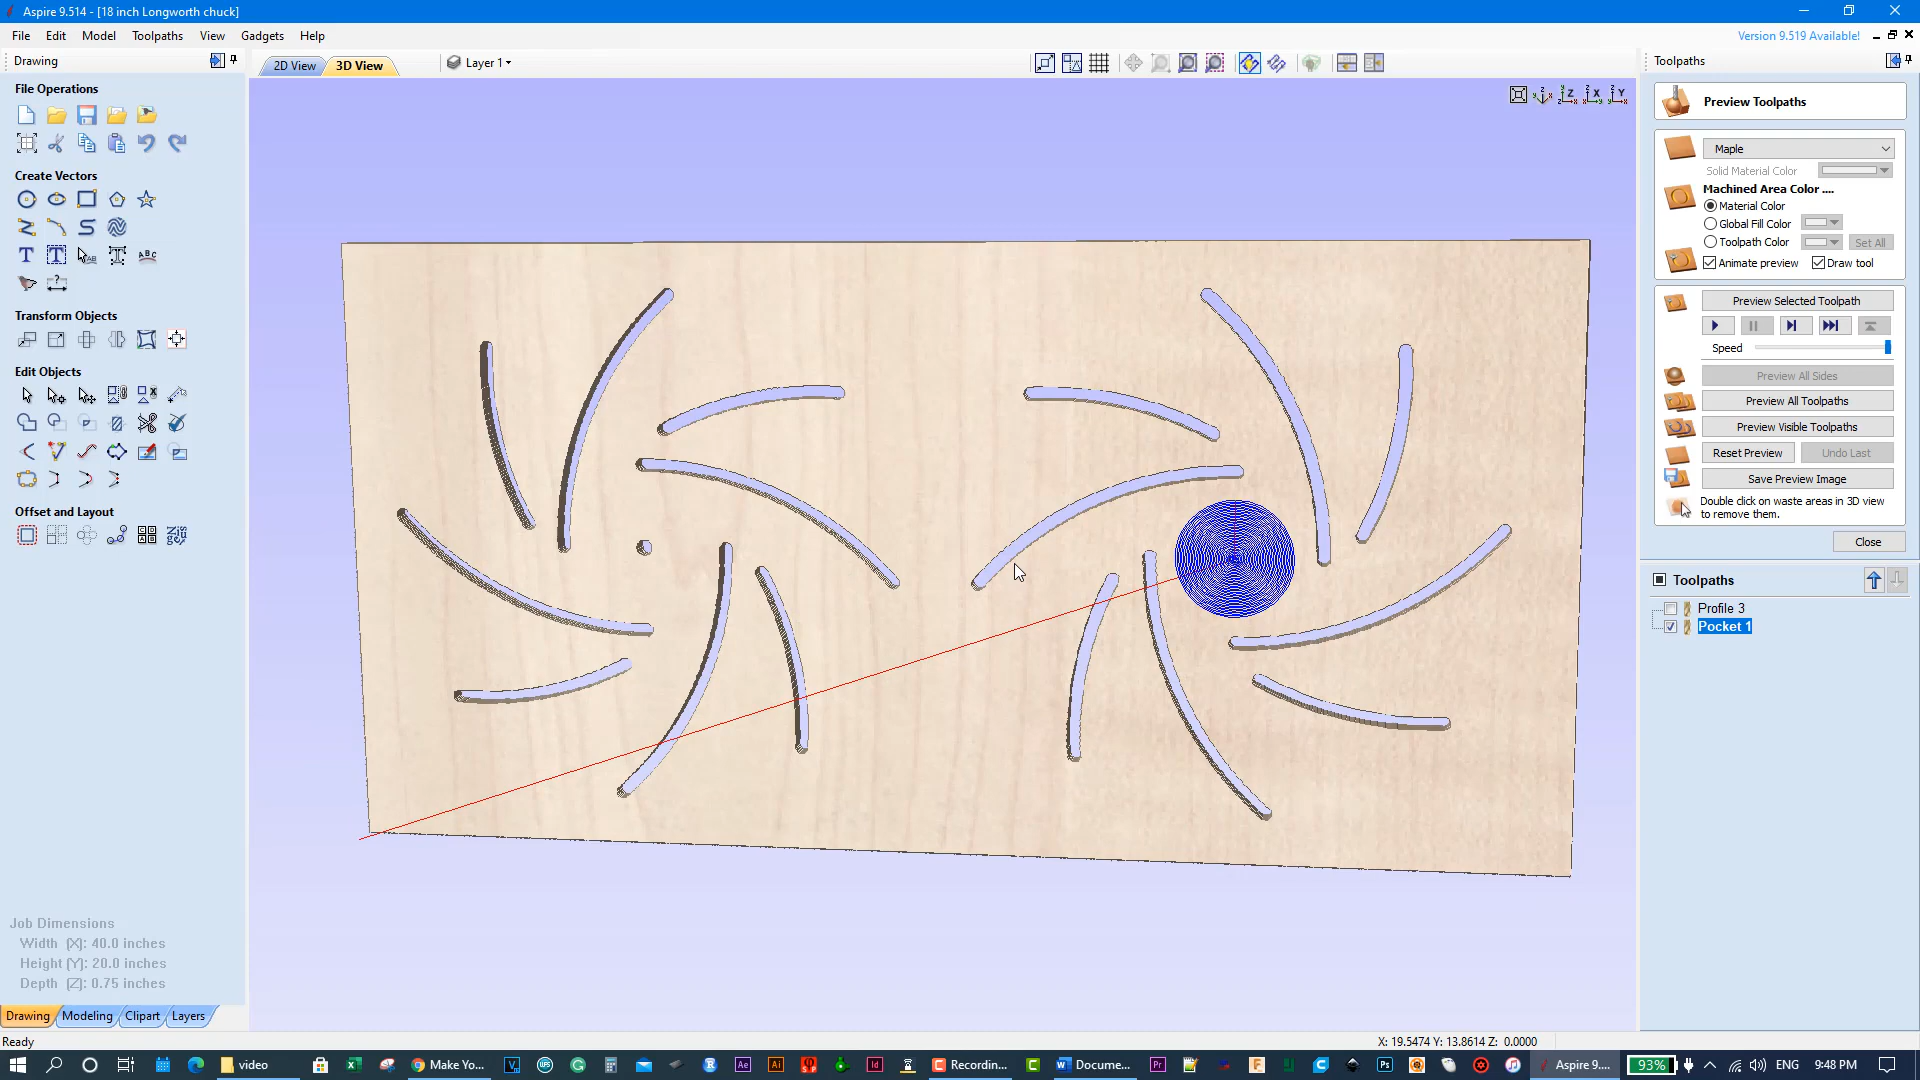 Aspire 9.514 - [18 inch Longworth chuck]
File Edit Model Toolpaths View Gadgets Help
Version 9.519 Available!
Drawing
2D View 3D View
Layer 1
Toolpaths
File Operations
Create Vectors
Transform Objects
Edit Objects
Offset and Layout
Job Dimensions
Width (X): 40.0 inches
Height (Y): 20.0 inches
Depth (Z): 0.75 inches
Drawing Modeling Clipart Layers
Preview Toolpaths
Maple
Solid Material Color
Machined Area Color ....
Material Color
Global Fill Color
Toolpath Color Set All
Animate preview Draw tool
Preview Selected Toolpath
Speed
Preview All Sides
Preview All Toolpaths
Preview Visible Toolpaths
Reset Preview Undo Last
Save Preview Image
Double click on waste areas in 3D view
to remove them.
Close
Toolpaths
Profile 3
Pocket 1
Ready
X: 19.5474 Y: 13.8614 Z: 0.0000
video
Make Yo...
Recordin...
Docume...
Aspire 9....
93%
ENG
9:48 PM